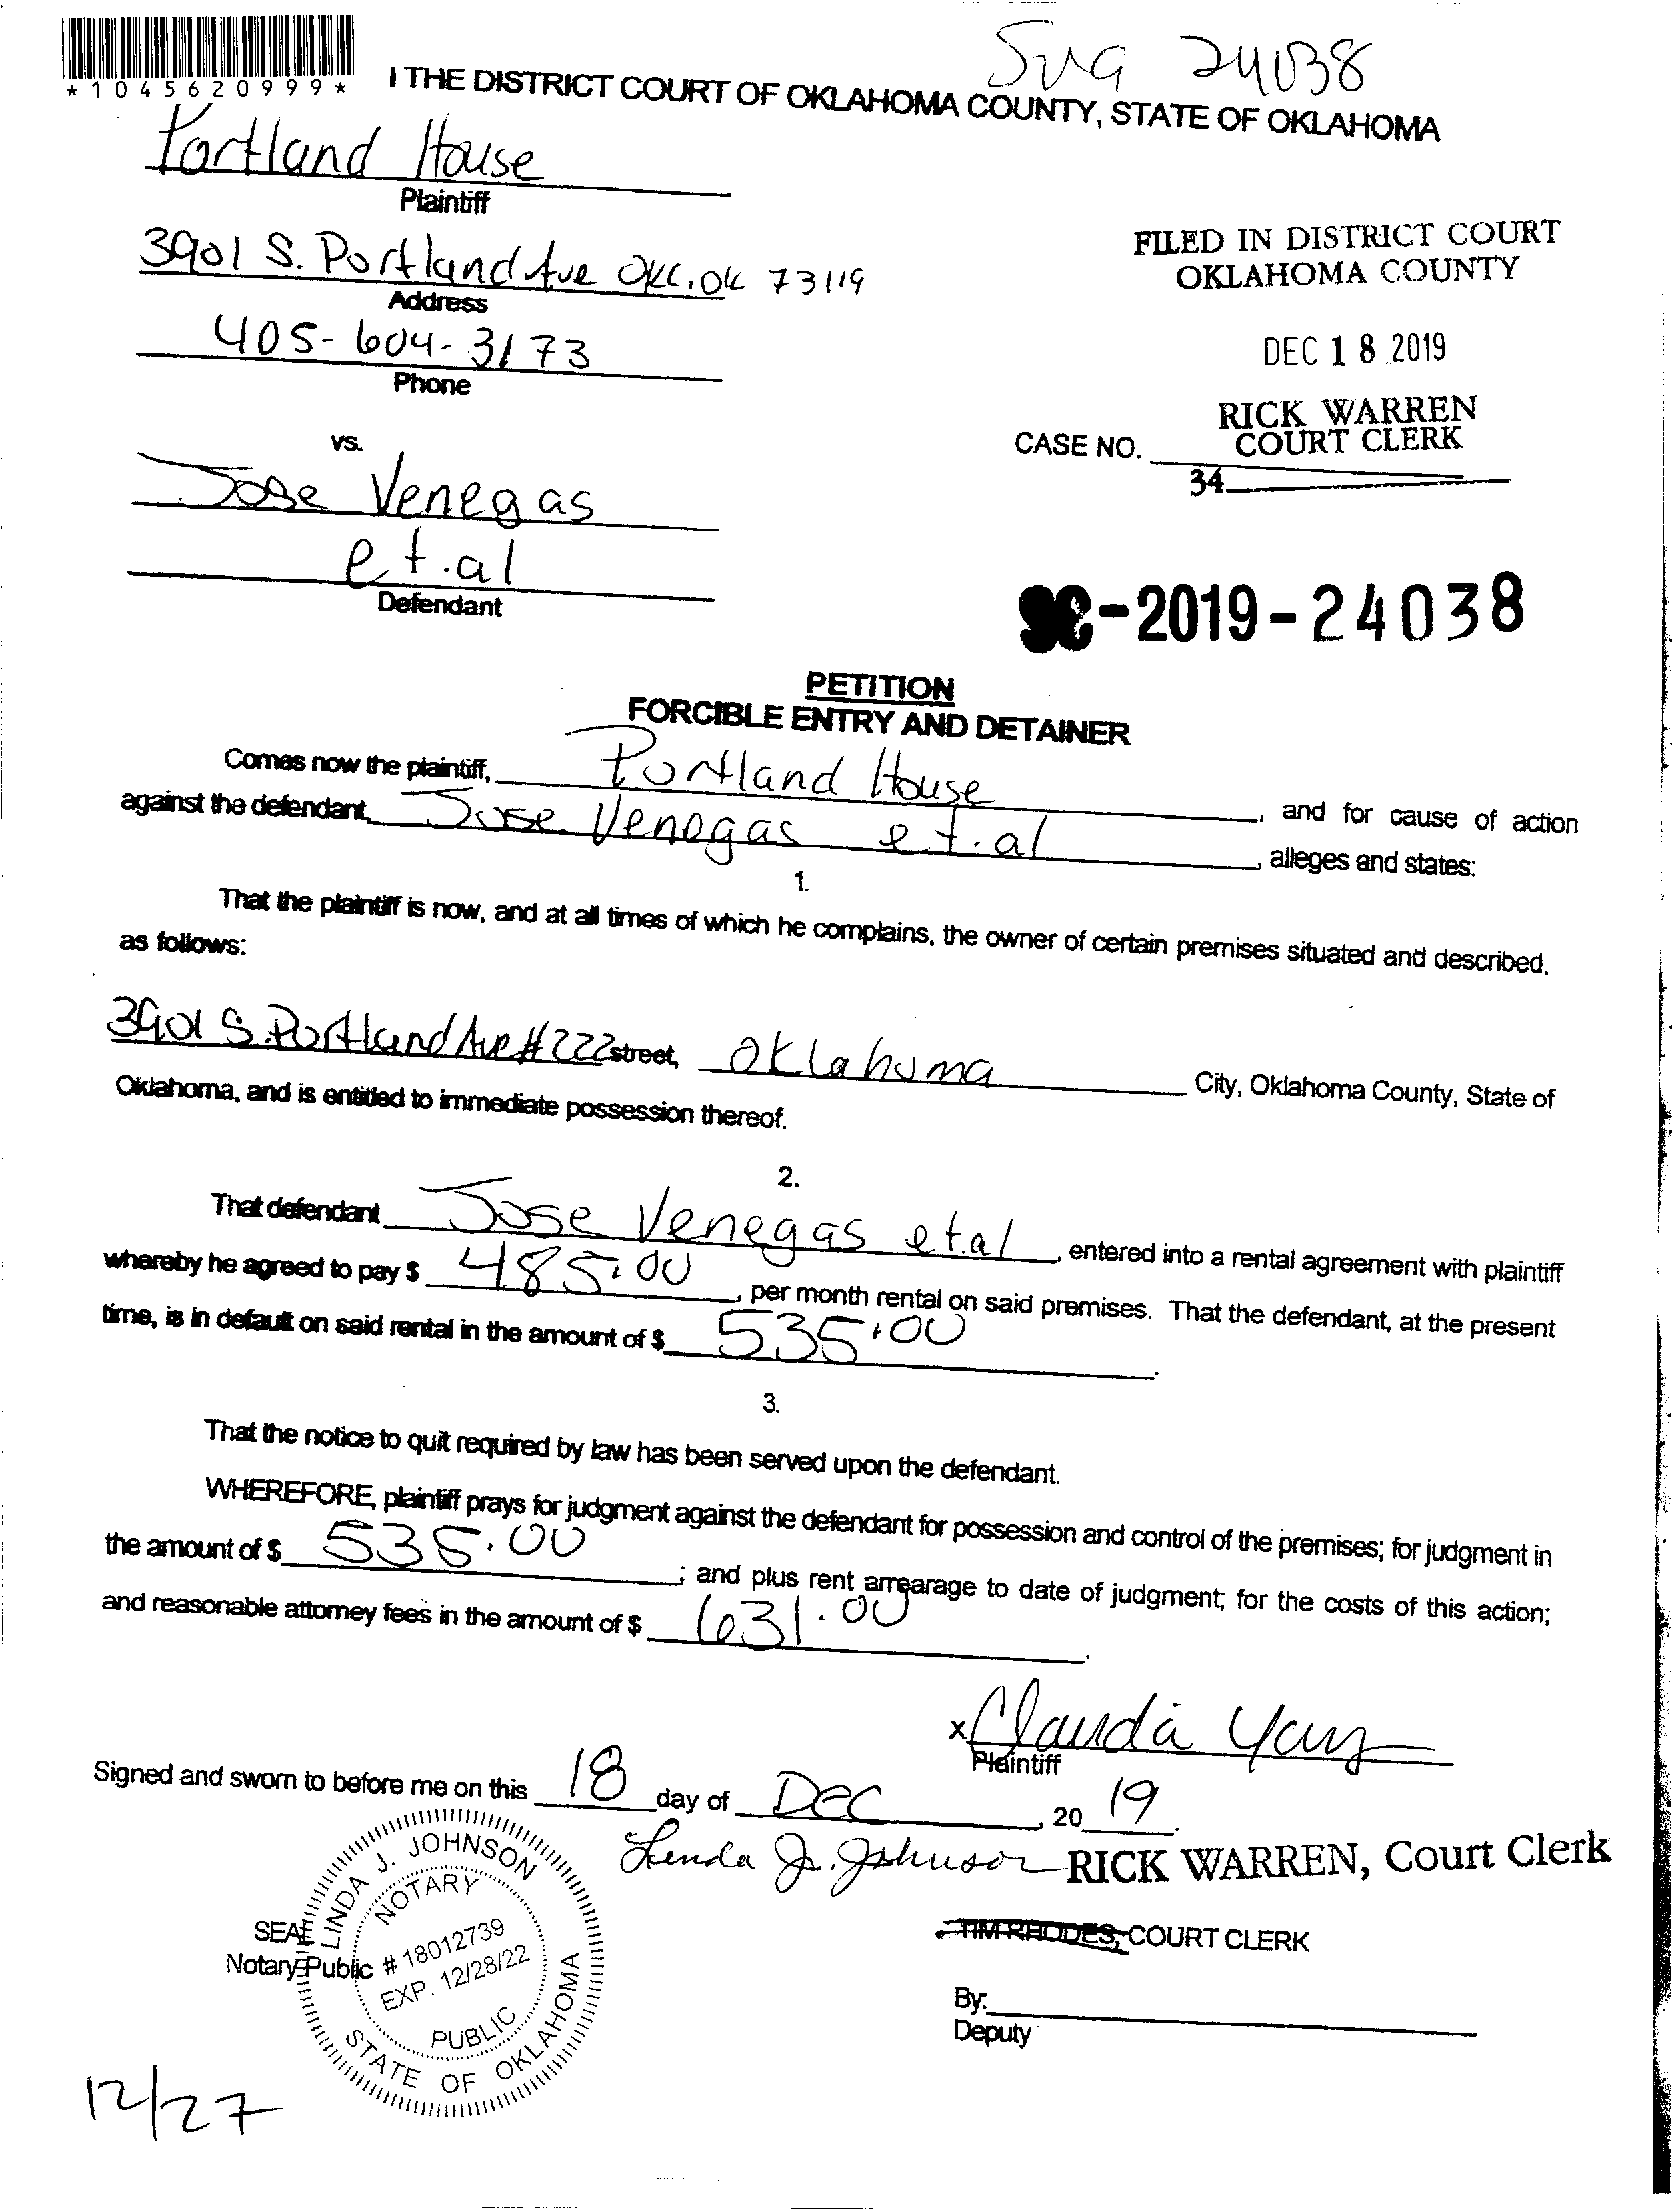 24038
*1045620999*
I THE DISTRICT COURT OF OKLAHOMA COUNTY, STATE OF OKLAHOMA
Portland House
Plaintiff
3901 S. Portland Ave OKC, OK 73119
Address
405-604-3173
Phone
FILED IN DISTRICT COURT
OKLAHOMA COUNTY
DEC 18 2019
RICK WARREN
COURT CLERK
34
vs.
CASE NO.
Jose Venegas
et.al
Defendant
SC-2019-24038
PETITION
FORCIBLE ENTRY AND DETAINER
Comes now the plaintiff, Portland House
against the defendant, Jose Venegas et.al, and for cause of action
alleges and states:
1.
That the plaintiff is now, and at all times of which he complains, the owner of certain premises situated and described.
as follows:
3901 S. Portland Ave #222 street, Oklahoma City, Oklahoma County, State of
Oklahoma, and is entitled to immediate possession thereof.
2.
That defendant Jose Venegas et.al, entered into a rental agreement with plaintiff
whereby he agreed to pay $ 485.00, per month rental on said premises. That the defendant, at the present
time, is in default on said rental in the amount of $ 535.00.
3.
That the notice to quit required by law has been served upon the defendant.
WHEREFORE, plaintiff prays for judgment against the defendant for possession and control of the premises; for judgment in
the amount of $ 535.00; and plus rent arrearage to date of judgment; for the costs of this action;
and reasonable attorney fees in the amount of $ 631.00.
x Claudia
Plaintiff
Signed and sworn to before me on this 18 day of DEC, 20 19.
Linda J. Johnson RICK WARREN, Court Clerk
TIM RHODES, COURT CLERK
SEAL
Notary Public
LINDA J. JOHNSON
NOTARY
# 18012739
EXP. 12/28/22
PUBLIC
STATE OF OKLAHOMA
By:
Deputy
12/27